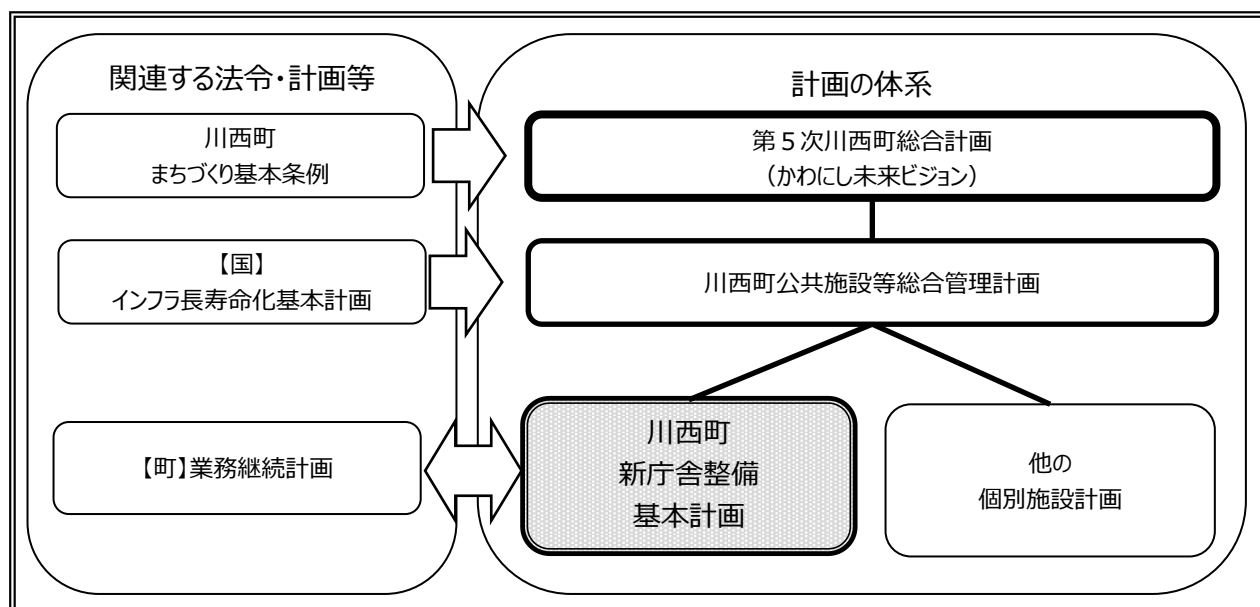 関連する法令・計画等
川西町
まちづくり基本条例
【国】
インフラ長寿命化基本計画
【町】業務継続計画
計画の体系
第５次川西町総合計画
（かわにし未来ビジョン）
川西町公共施設等総合管理計画
川西町
新庁舎整備
基本計画
他の
個別施設計画